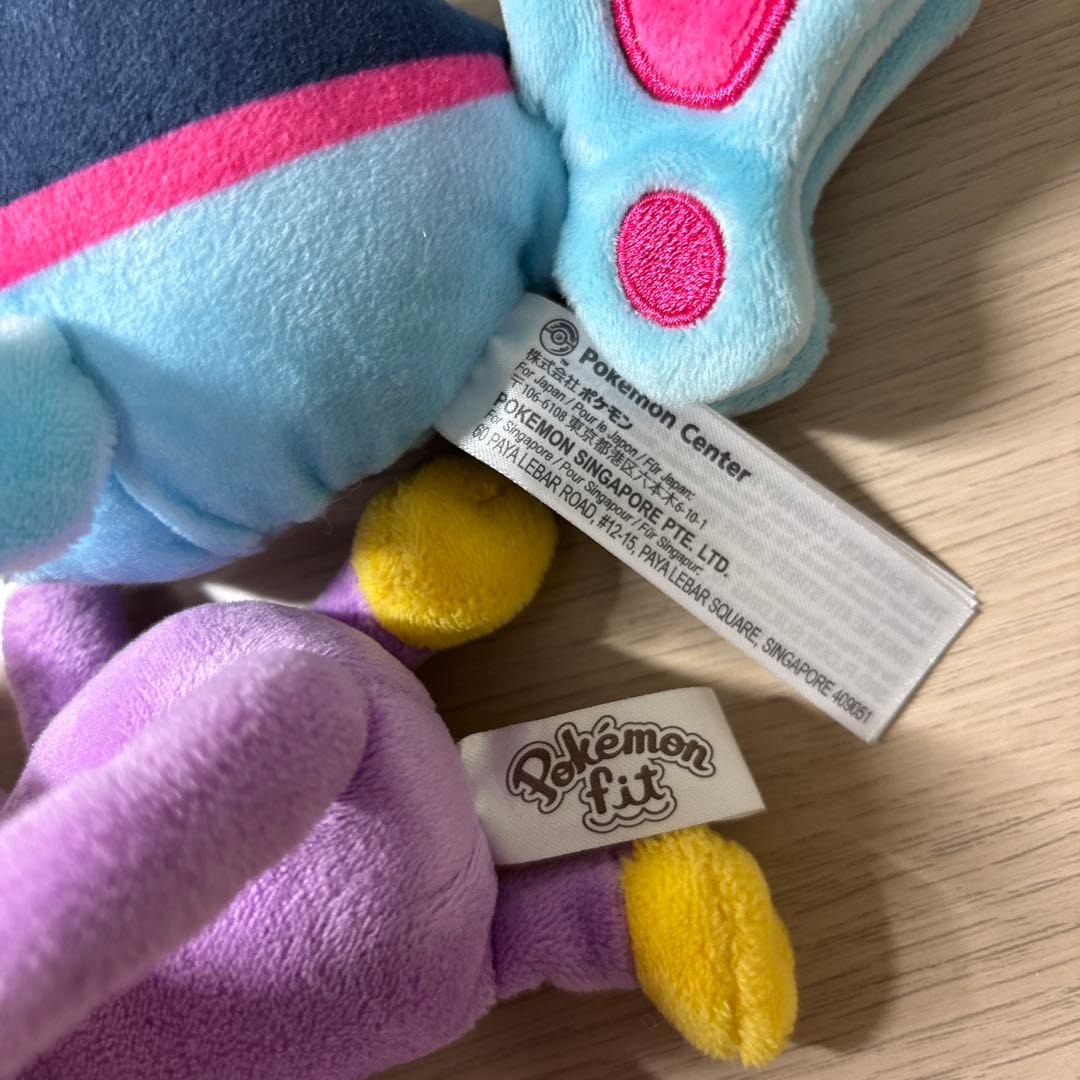 Pokémon Center
株式会社 ポケモン
For Japan / Pour le Japon / Für Japan:
〒106-6108 東京都港区六本木6-10-1
POKEMON SINGAPORE PTE. LTD.
For Singapore / Pour Singapour / Für Singapur:
60 PAYA LEBAR ROAD, #12-15, PAYA LEBAR SQUARE, SINGAPORE 409051
Pokémon
fit